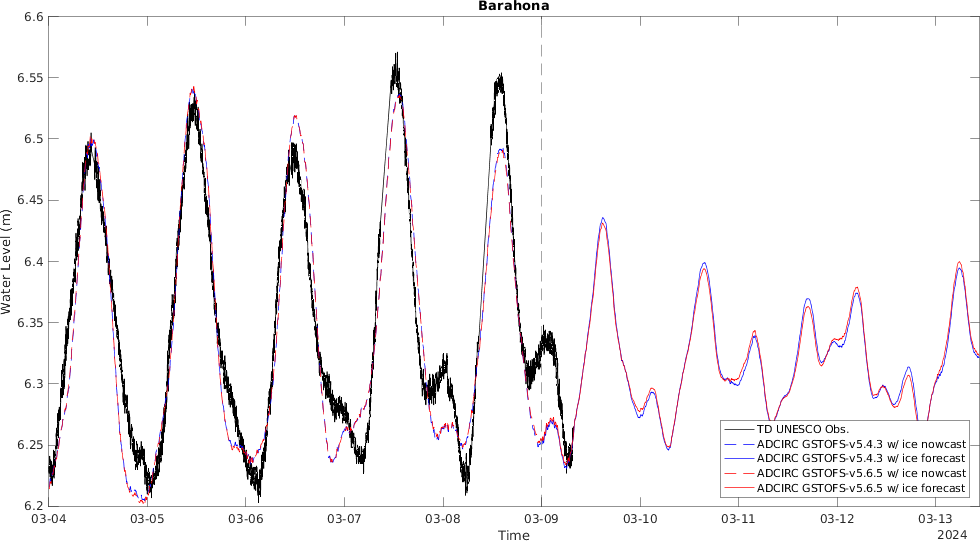 Barahona
6.6
6.55
6.5
6.45
6.4
6.35
6.3
6.25
6.2
Water Level (m)
03-04
03-05
03-06
03-07
03-08
03-09
03-10
03-11
03-12
03-13
Time
2024
TD UNESCO Obs.
ADCIRC GSTOFS-v5.4.3 w/ ice nowcast
ADCIRC GSTOFS-v5.4.3 w/ ice forecast
ADCIRC GSTOFS-v5.6.5 w/ ice nowcast
ADCIRC GSTOFS-v5.6.5 w/ ice forecast